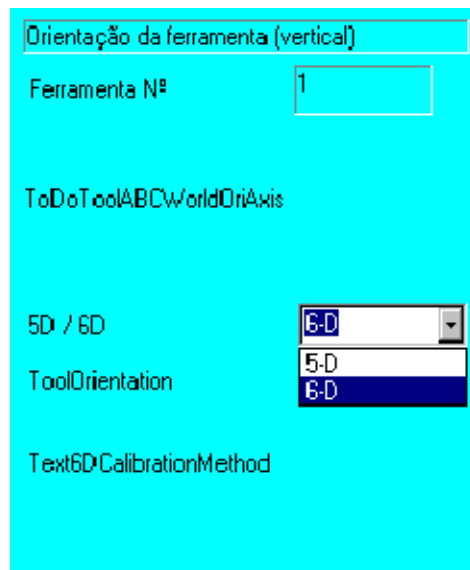 Orientação da ferramenta (vertical)
Ferramenta Nº 1
ToDoToolABCWorldOriAxis
5D / 6D 6-D
5-D
ToolOrientation 6-D
Text6DCalibrationMethod